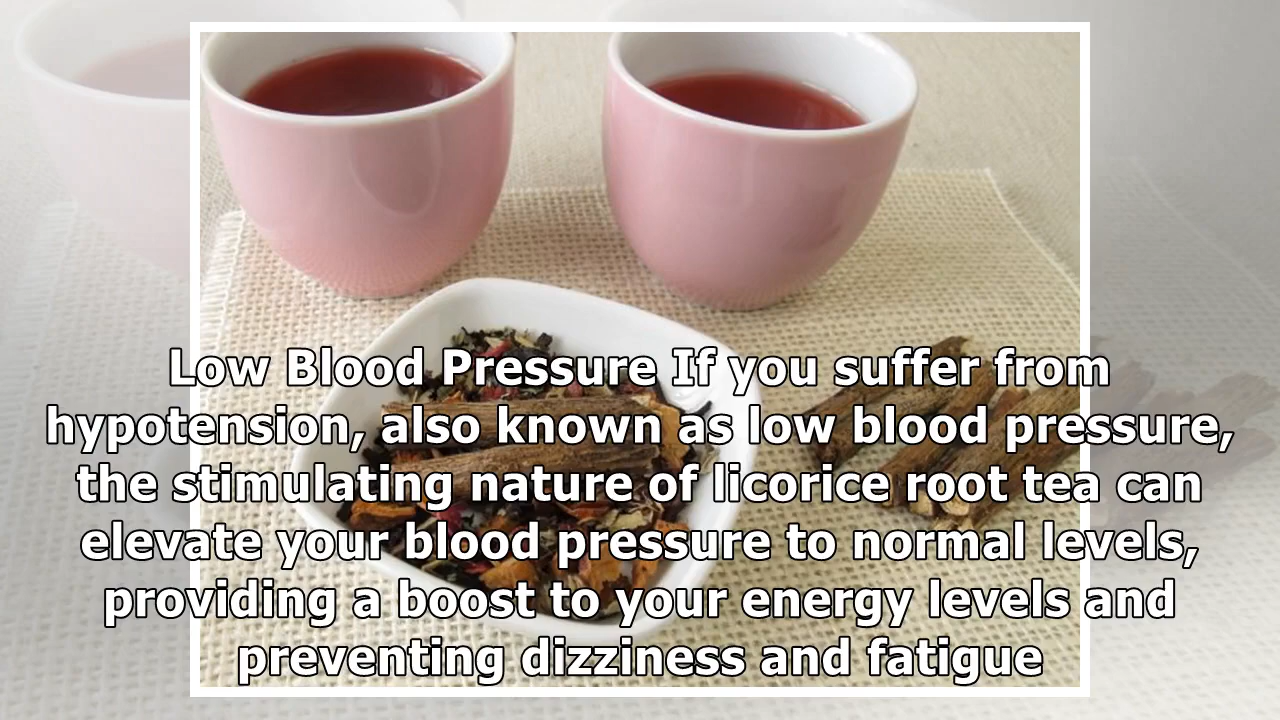 Low Blood Pressure If you suffer from
hypotension, also known as low blood pressure,
the stimulating nature of licorice root tea can
elevate your blood pressure to normal levels,
providing a boost to your energy levels and
preventing dizziness and fatigue